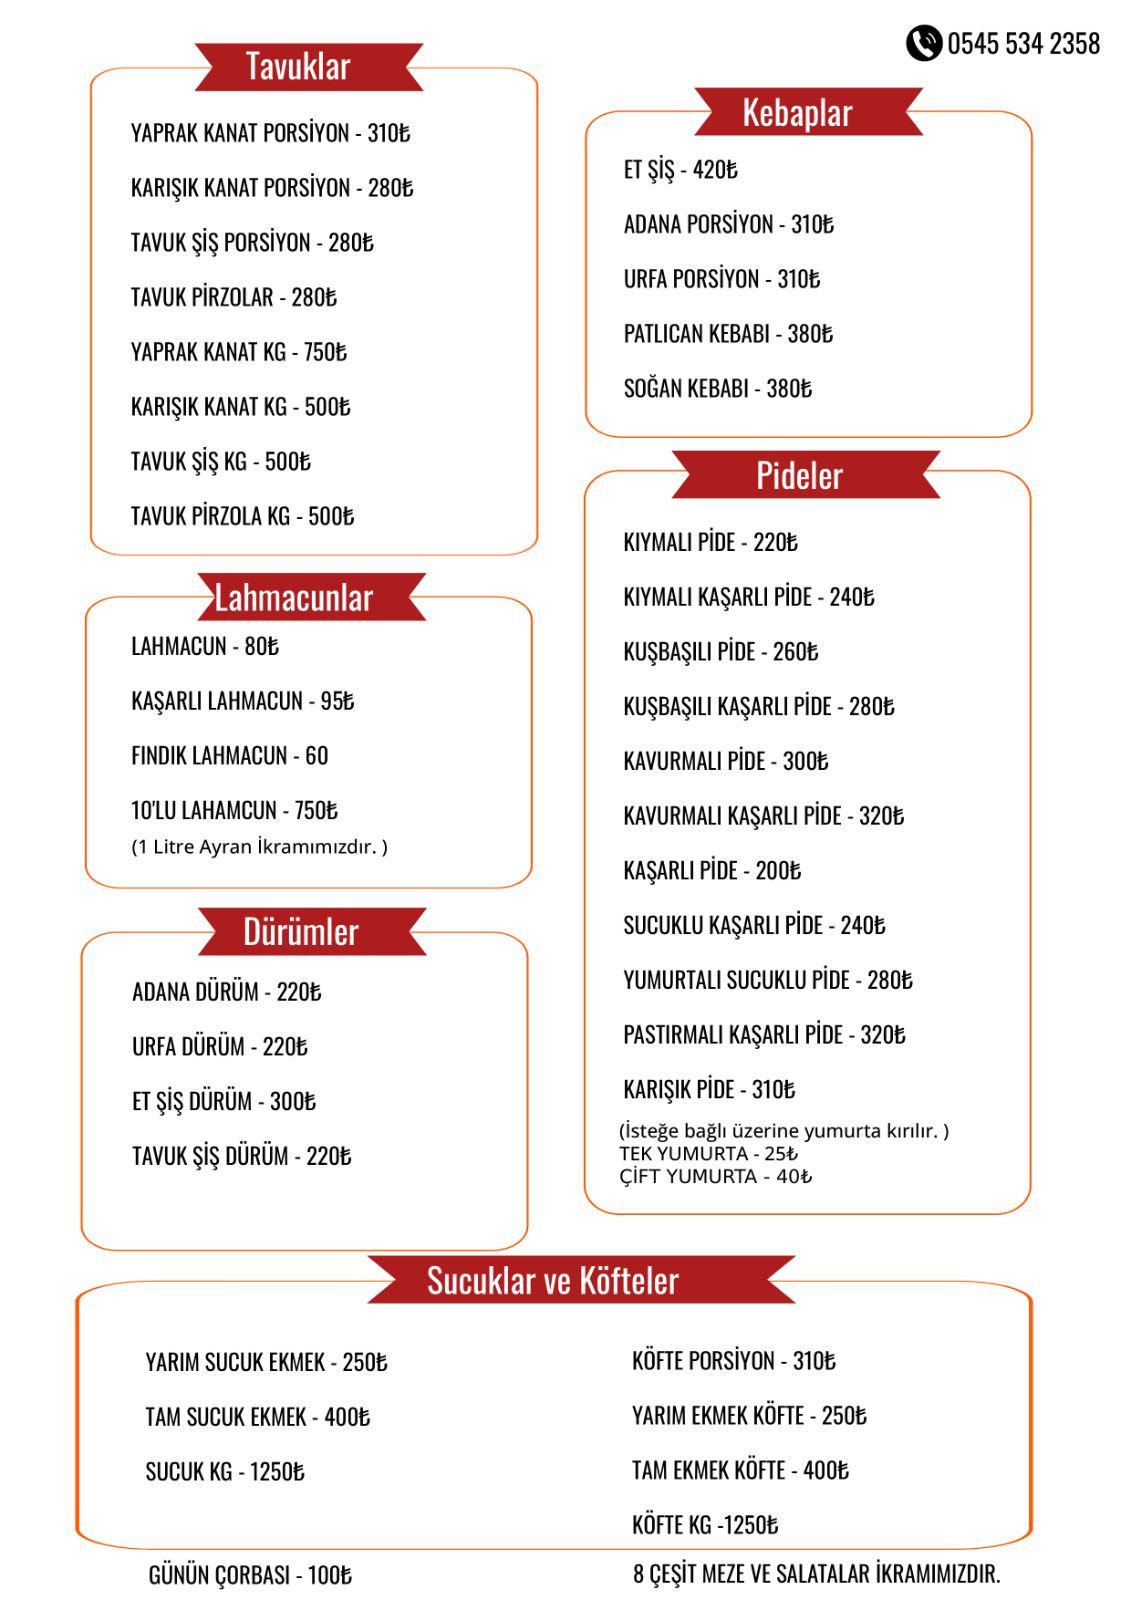 0545 534 2358
Tavuklar
YAPRAK KANAT PORSİYON - 310₺
KARIŞIK KANAT PORSİYON - 280₺
TAVUK ŞİŞ PORSİYON - 280₺
TAVUK PİRZOLAR - 280₺
YAPRAK KANAT KG - 750₺
KARIŞIK KANAT KG - 500₺
TAVUK ŞİŞ KG - 500₺
TAVUK PİRZOLA KG - 500₺
Lahmacunlar
LAHMACUN - 80₺
KAŞARLI LAHMACUN - 95₺
FINDIK LAHMACUN - 60
10'LU LAHAMCUN - 750₺
(1 Litre Ayran İkramımızdır. )
Dürümler
ADANA DÜRÜM - 220₺
URFA DÜRÜM - 220₺
ET ŞİŞ DÜRÜM - 300₺
TAVUK ŞİŞ DÜRÜM - 220₺
Kebaplar
ET ŞİŞ - 420₺
ADANA PORSİYON - 310₺
URFA PORSİYON - 310₺
PATLICAN KEBABI - 380₺
SOĞAN KEBABI - 380₺
Pideler
KIYMALI PİDE - 220₺
KIYMALI KAŞARLI PİDE - 240₺
KUŞBAŞILI PİDE - 260₺
KUŞBAŞILI KAŞARLI PİDE - 280₺
KAVURMALI PİDE - 300₺
KAVURMALI KAŞARLI PİDE - 320₺
KAŞARLI PİDE - 200₺
SUCUKLU KAŞARLI PİDE - 240₺
YUMURTALI SUCUKLU PİDE - 280₺
PASTIRMALI KAŞARLI PİDE - 320₺
KARIŞIK PİDE - 310₺
(İsteğe bağlı üzerine yumurta kırılır. )
TEK YUMURTA - 25₺
ÇİFT YUMURTA - 40₺
Sucuklar ve Köfteler
YARIM SUCUK EKMEK - 250₺
TAM SUCUK EKMEK - 400₺
SUCUK KG - 1250₺
KÖFTE PORSİYON - 310₺
YARIM EKMEK KÖFTE - 250₺
TAM EKMEK KÖFTE - 400₺
KÖFTE KG -1250₺
GÜNÜN ÇORBASI - 100₺
8 ÇEŞİT MEZE VE SALATALAR İKRAMIMIZDIR.